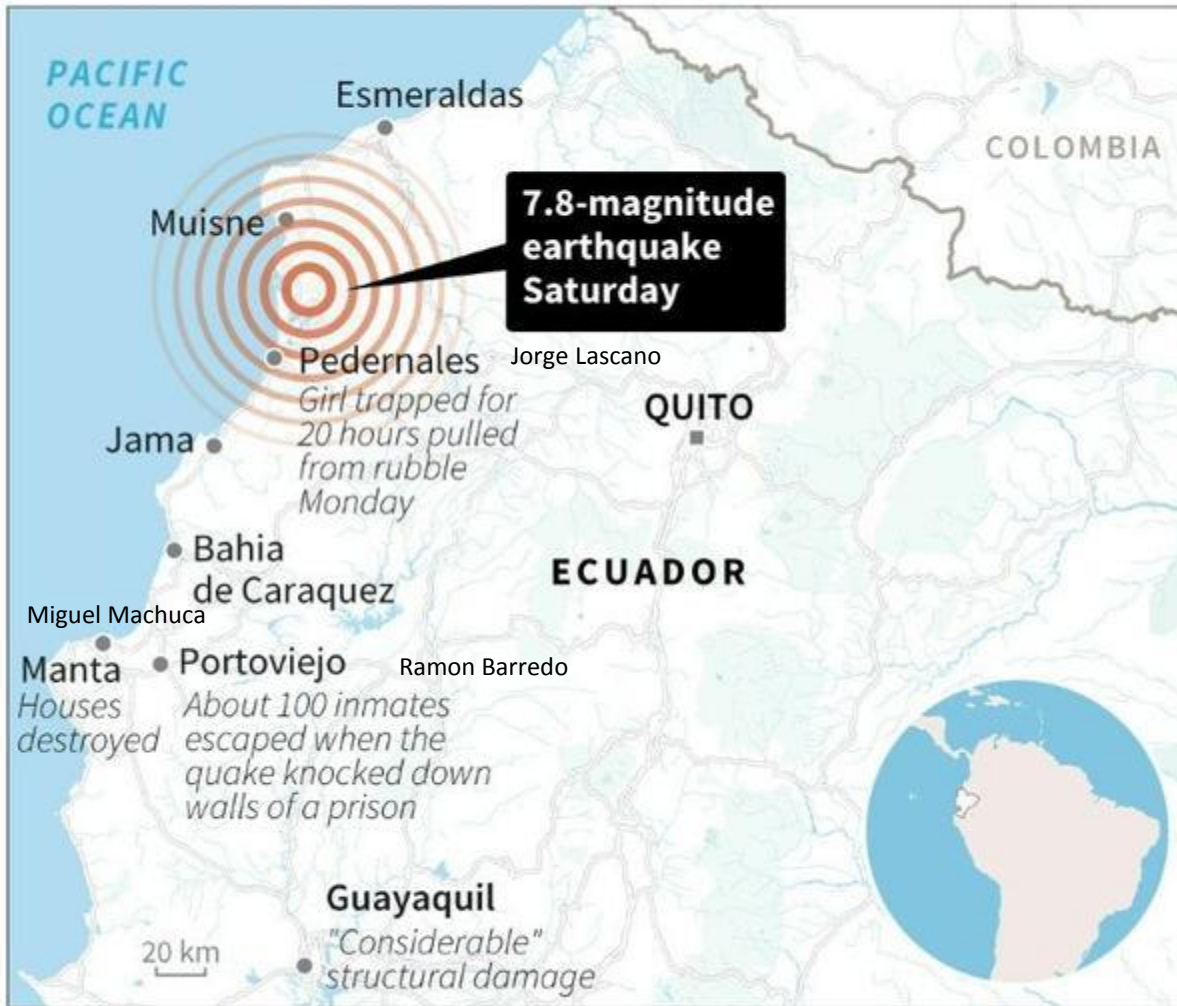 PACIFIC
OCEAN
Esmeraldas
COLOMBIA
Muisne
7.8-magnitude
earthquake
Saturday
Pedernales
Jorge Lascano
Girl trapped for
20 hours pulled
from rubble
Monday
QUITO
Jama
Bahia
de Caraquez
ECUADOR
Miguel Machuca
Manta
Houses
destroyed
Portoviejo
Ramon Barredo
About 100 inmates
escaped when the
quake knocked down
walls of a prison
Guayaquil
"Considerable"
structural damage
20 km